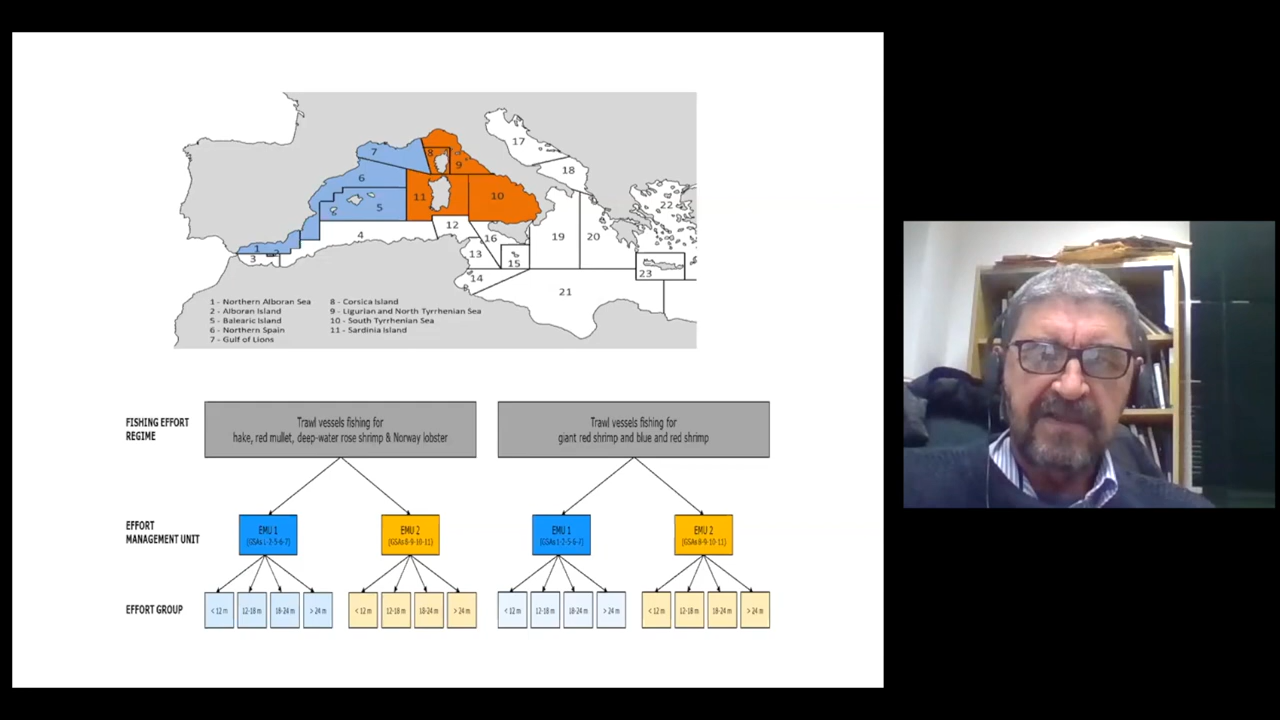 17
7
8
9
18
6
11
10
22
5
12
4
16
19
20
1
2
3
13
15
23
14
21
1 - Northern Alboran Sea
2 - Alboran Island
5 - Balearic Island
6 - Northern Spain
7 - Gulf of Lions
8 - Corsica Island
9 - Ligurian and North Tyrrhenian Sea
10 - South Tyrrhenian Sea
11 - Sardinia Island
FISHING EFFORT
REGIME
Trawl vessels fishing for
hake, red mullet, deep-water rose shrimp & Norway lobster
Trawl vessels fishing for
giant red shrimp and blue and red shrimp
EFFORT
MANAGEMENT UNIT
EMU 1
(GSAs 1-2-5-6-7)
EMU 2
(GSAs 8-9-10-11)
EMU 1
(GSAs 1-2-5-6-7)
EMU 2
(GSAs 8-9-10-11)
EFFORT GROUP
< 12 m
12-18 m
18-24 m
> 24 m
< 12 m
12-18 m
18-24 m
> 24 m
< 12 m
12-18 m
18-24 m
> 24 m
< 12 m
12-18 m
18-24 m
> 24 m